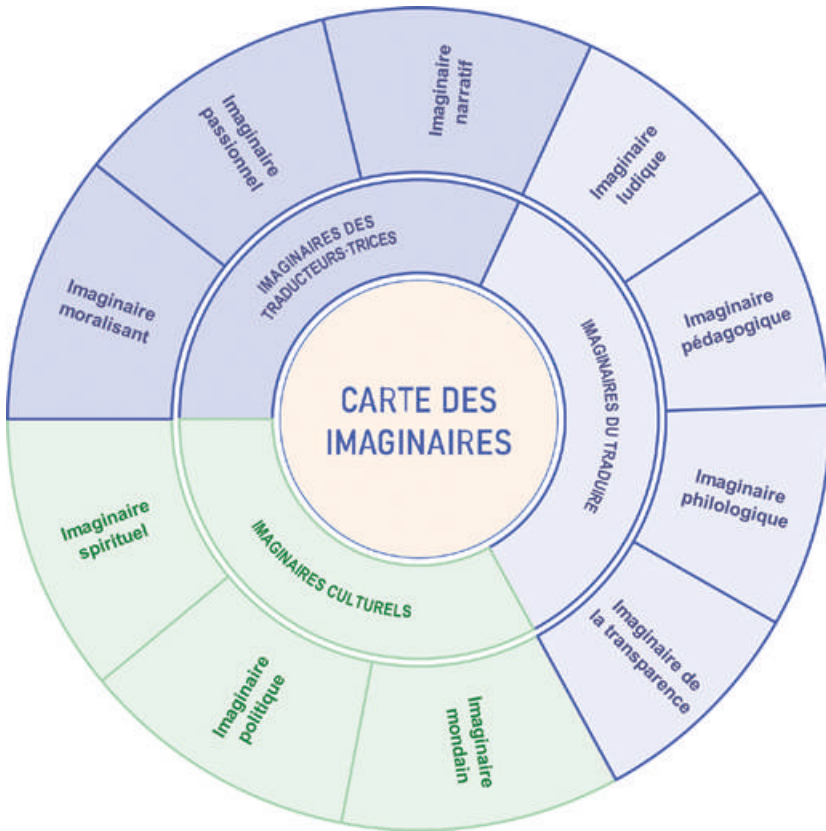 CARTE DES
IMAGINAIRES
IMAGINAIRES DES
TRADUCTEURS·TRICES
Imaginaire
moralisant
Imaginaire
passionnel
Imaginaire
narratif
IMAGINAIRES DU TRADUIRE
Imaginaire
ludique
Imaginaire
pédagogique
Imaginaire
philologique
Imaginaire de
la transparence
IMAGINAIRES CULTURELS
Imaginaire
mondain
Imaginaire
politique
Imaginaire
spirituel